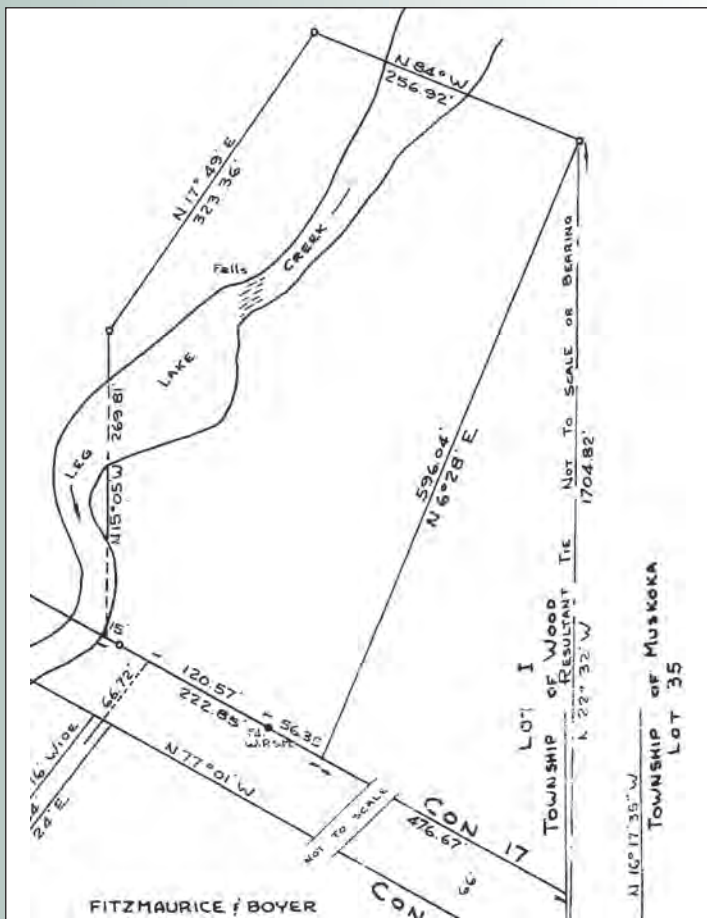 N 84° W
256.92'
N 17° 49' E
323 36'
Falls
CREEK
LAKE
LEG
269 81'
N15°05'W
596.04'
N 6° 28' E
NOT TO SCALE OR BEARING
1704.82'
RESULTANT TIE
N 22° 32' W
LOT I
TOWNSHIP OF WOOD
TOWNSHIP OF MUSKOKA
LOT 35
N 16° 17' 35" W
15'
66.72'
120.57'
222.85'
56.3
16' WIDE
24' E
N 77° 01' W
NOT TO SCALE
CON 17
476.67'
66'
CON
FITZMAURICE & BOYER